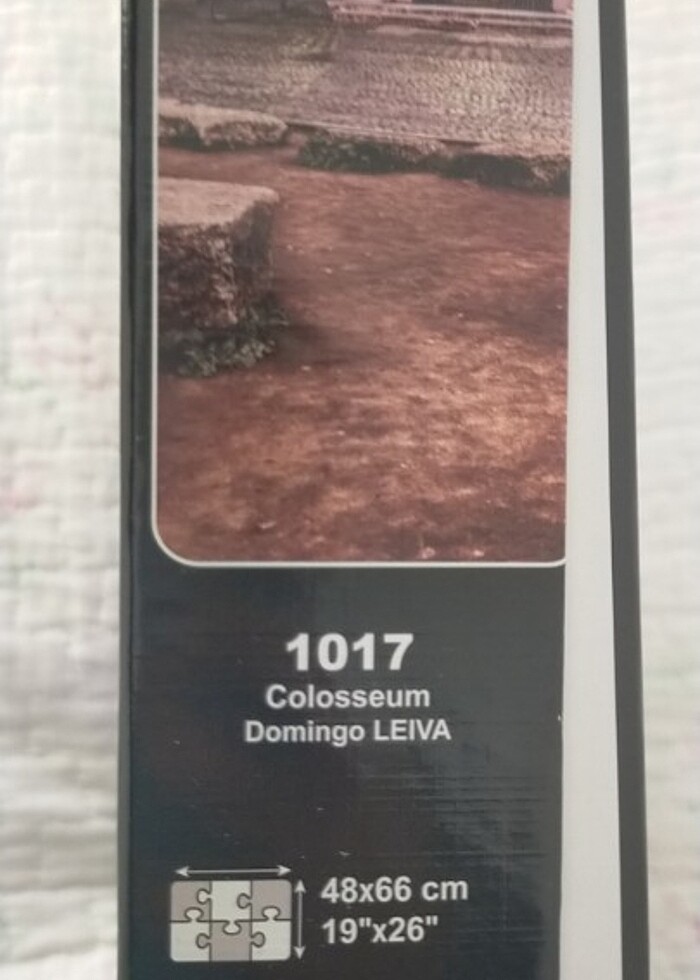 1017
Colosseum
Domingo LEIVA
48x66 cm
19"x26"